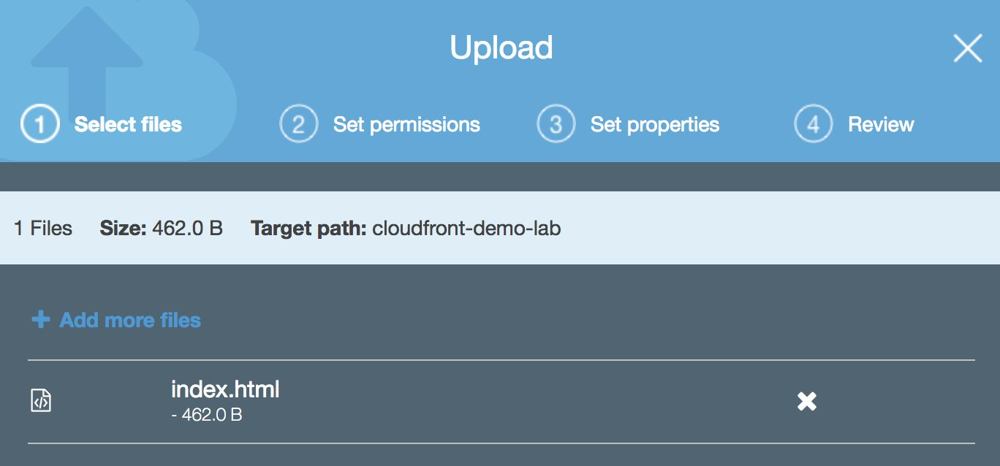 Upload
1 Select files 2 Set permissions 3 Set properties 4 Review
1 Files Size: 462.0 B Target path: cloudfront-demo-lab
Add more files
index.html
- 462.0 B